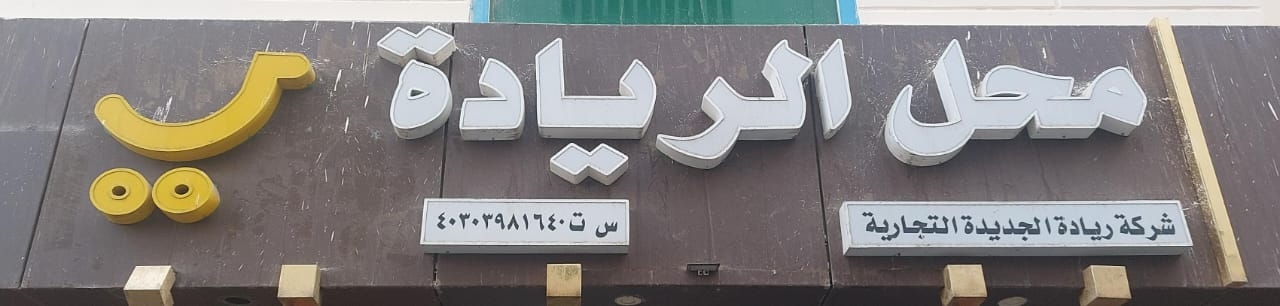 محل الريادة
شركة ريادة الجديدة التجارية
س ت ٤٠٣٠٣٩٨١٦٤٠